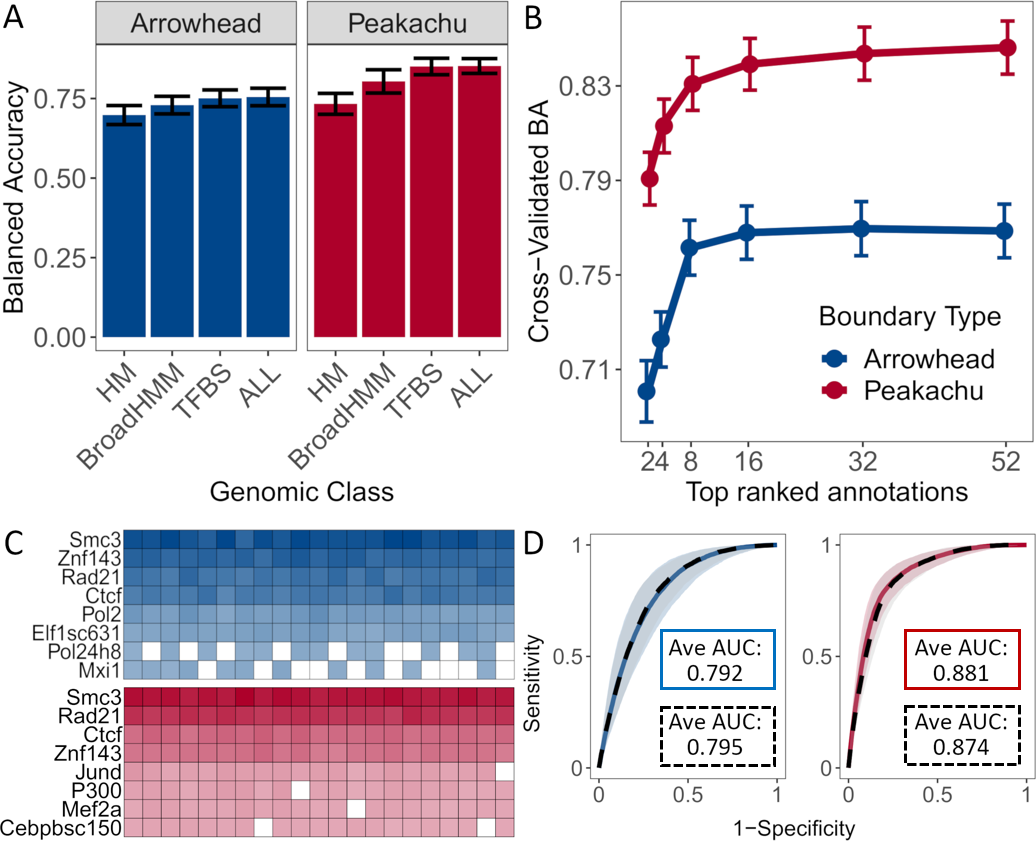 A
Arrowhead
Peakachu
Balanced Accuracy
0.75
0.50
0.25
0.00
HM
BroadHMM
TFBS
ALL
HM
BroadHMM
TFBS
ALL
Genomic Class
B
Cross−Validated BA
0.83
0.79
0.75
0.71
Boundary Type
Arrowhead
Peakachu
2 4 8 16 32 52
Top ranked annotations
C
Smc3
Znf143
Rad21
Ctcf
Pol2
Elf1sc631
Pol24h8
Mxi1
Smc3
Rad21
Ctcf
Znf143
Jund
P300
Mef2a
Cebpbsc150
D
Sensitivity
1
0.5
0
Ave AUC:
0.792
Ave AUC:
0.795
0 0.5 1
1
0.5
0
Ave AUC:
0.881
Ave AUC:
0.874
0 0.5 1
1−Specificity